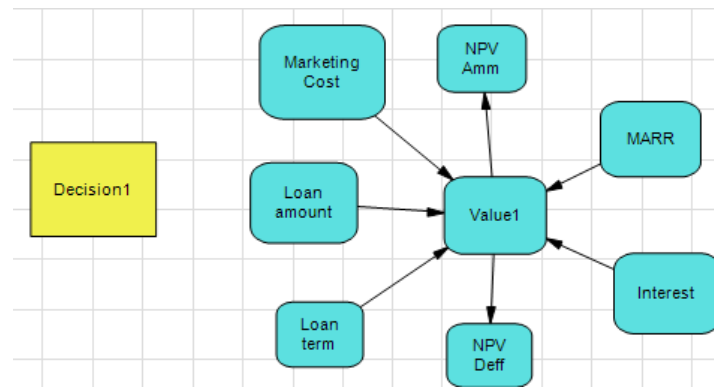 Marketing
Cost
NPV
Amm
MARR
Decision1
Loan
amount
Value1
Interest
Loan
term
NPV
Deff